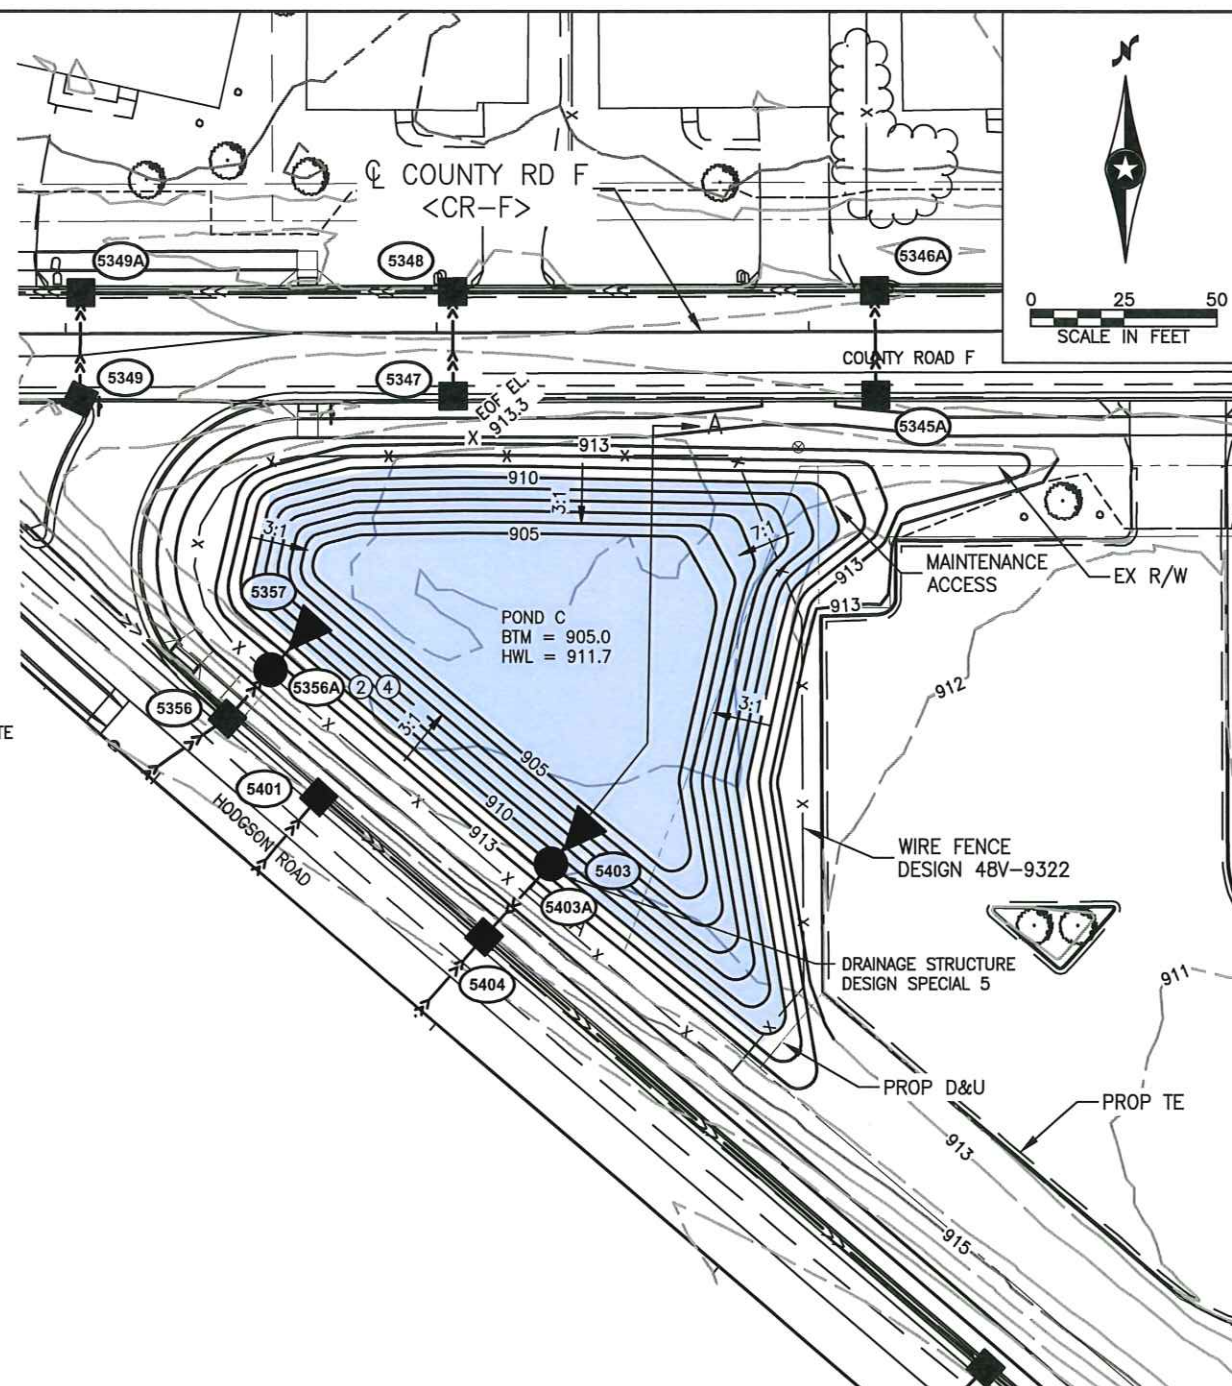 N
℄ COUNTY RD F
<CR-F>
5349A
5348
5346A
0 25 50
SCALE IN FEET
COUNTY ROAD F
5349
5347
EOF EL.
913.3
A
5345A
913
910
3:1
905
3:1
7:1
MAINTENANCE
ACCESS
EX R/W
913
913
5357
POND C
BTM = 905.0
HWL = 911.7
5356A
2
4
912
3:1
3:1
5356
TE
5401
HODGSON ROAD
905
910
913
WIRE FENCE
DESIGN 48V-9322
5403
5403A
A
DRAINAGE STRUCTURE
DESIGN SPECIAL 5
911
5404
PROP D&U
PROP TE
913
915